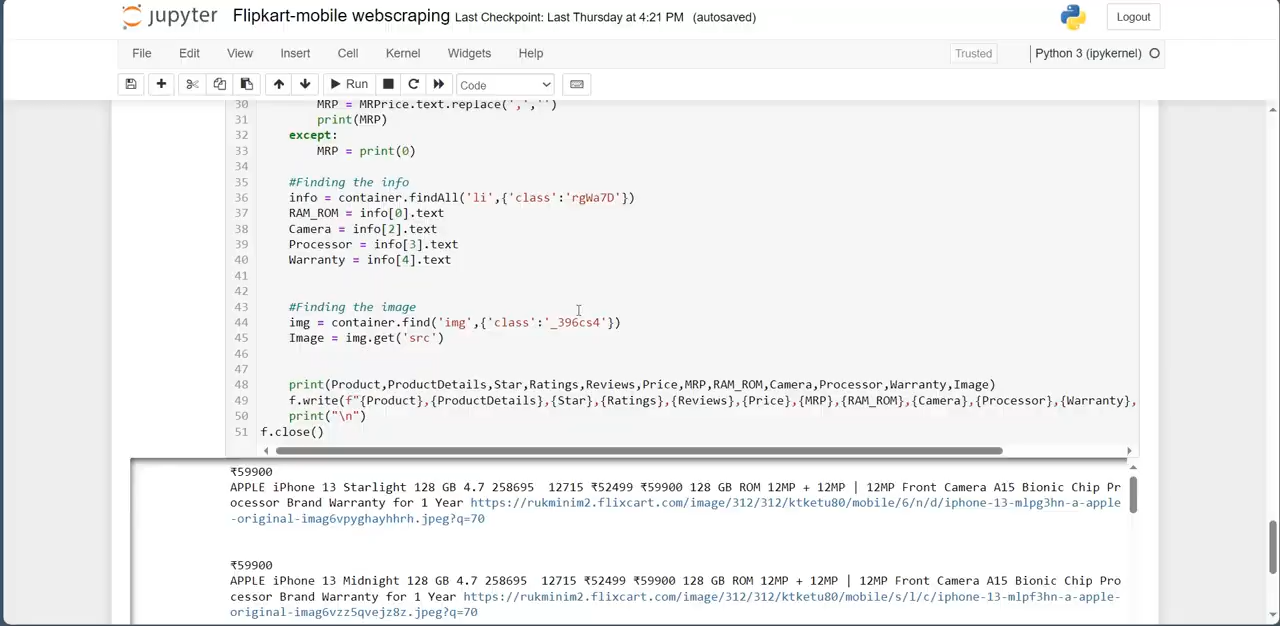 jupyter Flipkart-mobile webscraping Last Checkpoint: Last Thursday at 4:21 PM (autosaved) Logout
File Edit View Insert Cell Kernel Widgets Help Trusted Python 3 (ipykernel)
Run Code
30 MRP = MRPrice.text.replace(',','')
31 print(MRP)
32 except:
33 MRP = print(0)
34
35 #Finding the info
36 info = container.findAll('li',{'class':'rgWa7D'})
37 RAM_ROM = info[0].text
38 Camera = info[2].text
39 Processor = info[3].text
40 Warranty = info[4].text
41
42
43 #Finding the image
44 img = container.find('img',{'class':'_396cs4'})
45 Image = img.get('src')
46
47
48 print(Product,ProductDetails,Star,Ratings,Reviews,Price,MRP,RAM_ROM,Camera,Processor,Warranty,Image)
49 f.write(f"{Product},{ProductDetails},{Star},{Ratings},{Reviews},{Price},{MRP},{RAM_ROM},{Camera},{Processor},{Warranty},
50 print("\n")
51 f.close()
₹59900
APPLE iPhone 13 Starlight 128 GB 4.7 258695  12715 ₹52499 ₹59900 128 GB ROM 12MP + 12MP | 12MP Front Camera A15 Bionic Chip Pr
ocessor Brand Warranty for 1 Year https://rukminim2.flixcart.com/image/312/312/ktketu80/mobile/6/n/d/iphone-13-mlpg3hn-a-apple
-original-imag6vpyghayhhrh.jpeg?q=70
₹59900
APPLE iPhone 13 Midnight 128 GB 4.7 258695  12715 ₹52499 ₹59900 128 GB ROM 12MP + 12MP | 12MP Front Camera A15 Bionic Chip Pro
cessor Brand Warranty for 1 Year https://rukminim2.flixcart.com/image/312/312/ktketu80/mobile/s/l/c/iphone-13-mlpf3hn-a-apple-
original-imag6vzz5qvejz8z.jpeg?q=70